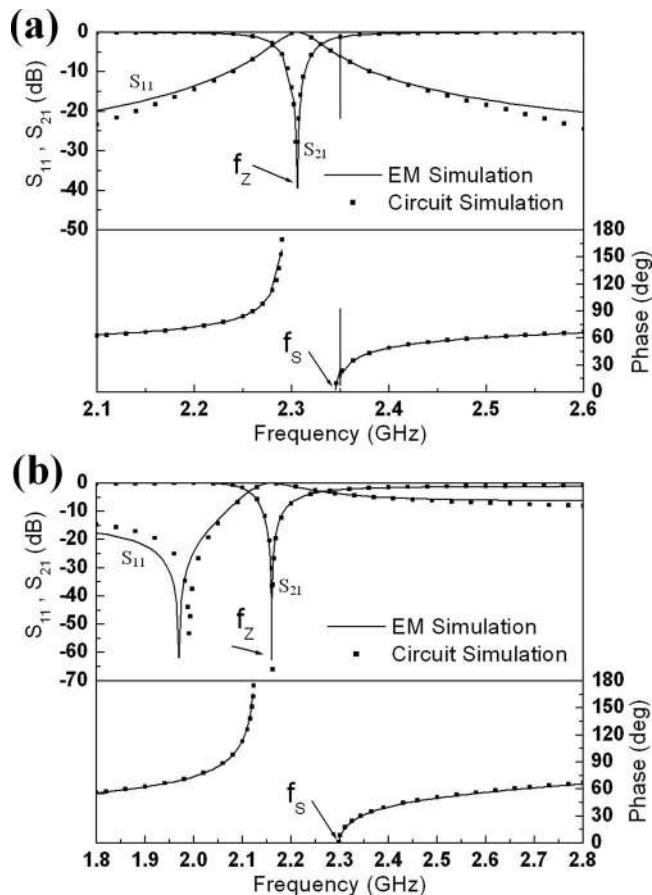 (a)
0
-10
-20
-30
-40
-50
S11 , S21 (dB)
S11
S21
fZ
EM Simulation
Circuit Simulation
180
150
120
90
60
30
0
Phase (deg)
fS
2.1 2.2 2.3 2.4 2.5 2.6
Frequency (GHz)
(b)
0
-10
-20
-30
-40
-50
-60
-70
S11 , S21 (dB)
S11
S21
fZ
EM Simulation
Circuit Simulation
180
150
120
90
60
30
0
Phase (deg)
fS
1.8 1.9 2.0 2.1 2.2 2.3 2.4 2.5 2.6 2.7 2.8
Frequency (GHz)